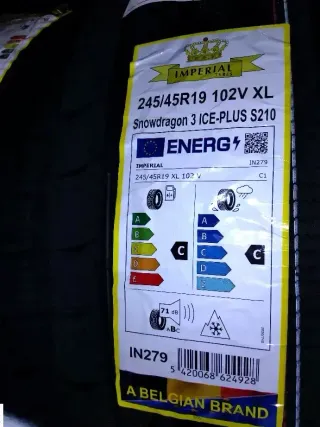 IMPERIAL
TYRES
245/45R19 102V XL
Snowdragon 3 ICE-PLUS S210
ENERG
IMPERIAL IN279
245/45R19 XL 102 V C1
A A
B B
C C C C
D D
E E
71 dB
ABC
IN279
5 420068 624928
A BELGIAN BRAND